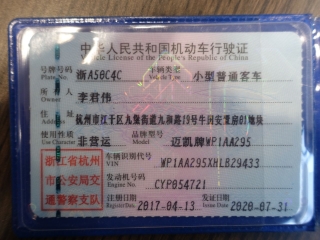 中华人民共和国机动车行驶证
Vehicle License of the People's Republic of China
号牌号码 浙A50C4C 车辆类型 小型普通客车
Plate No. Vehicle Type
所有人 李君伟
Owner
住址 杭州市江干区九堡街道九和路19号牛田安置房01地块
使用性质 非营运 品牌型号 迈凯牌WP1AA295
Use Character Model
浙江省杭州 车辆识别代号 WP1AA295XHLB29433
VIN
市公安局交 发动机号码 CYP054721
Engine No.
通警察支队 注册日期 2017-04-13 发证日期 2020-07-31
Register Date Issue Date